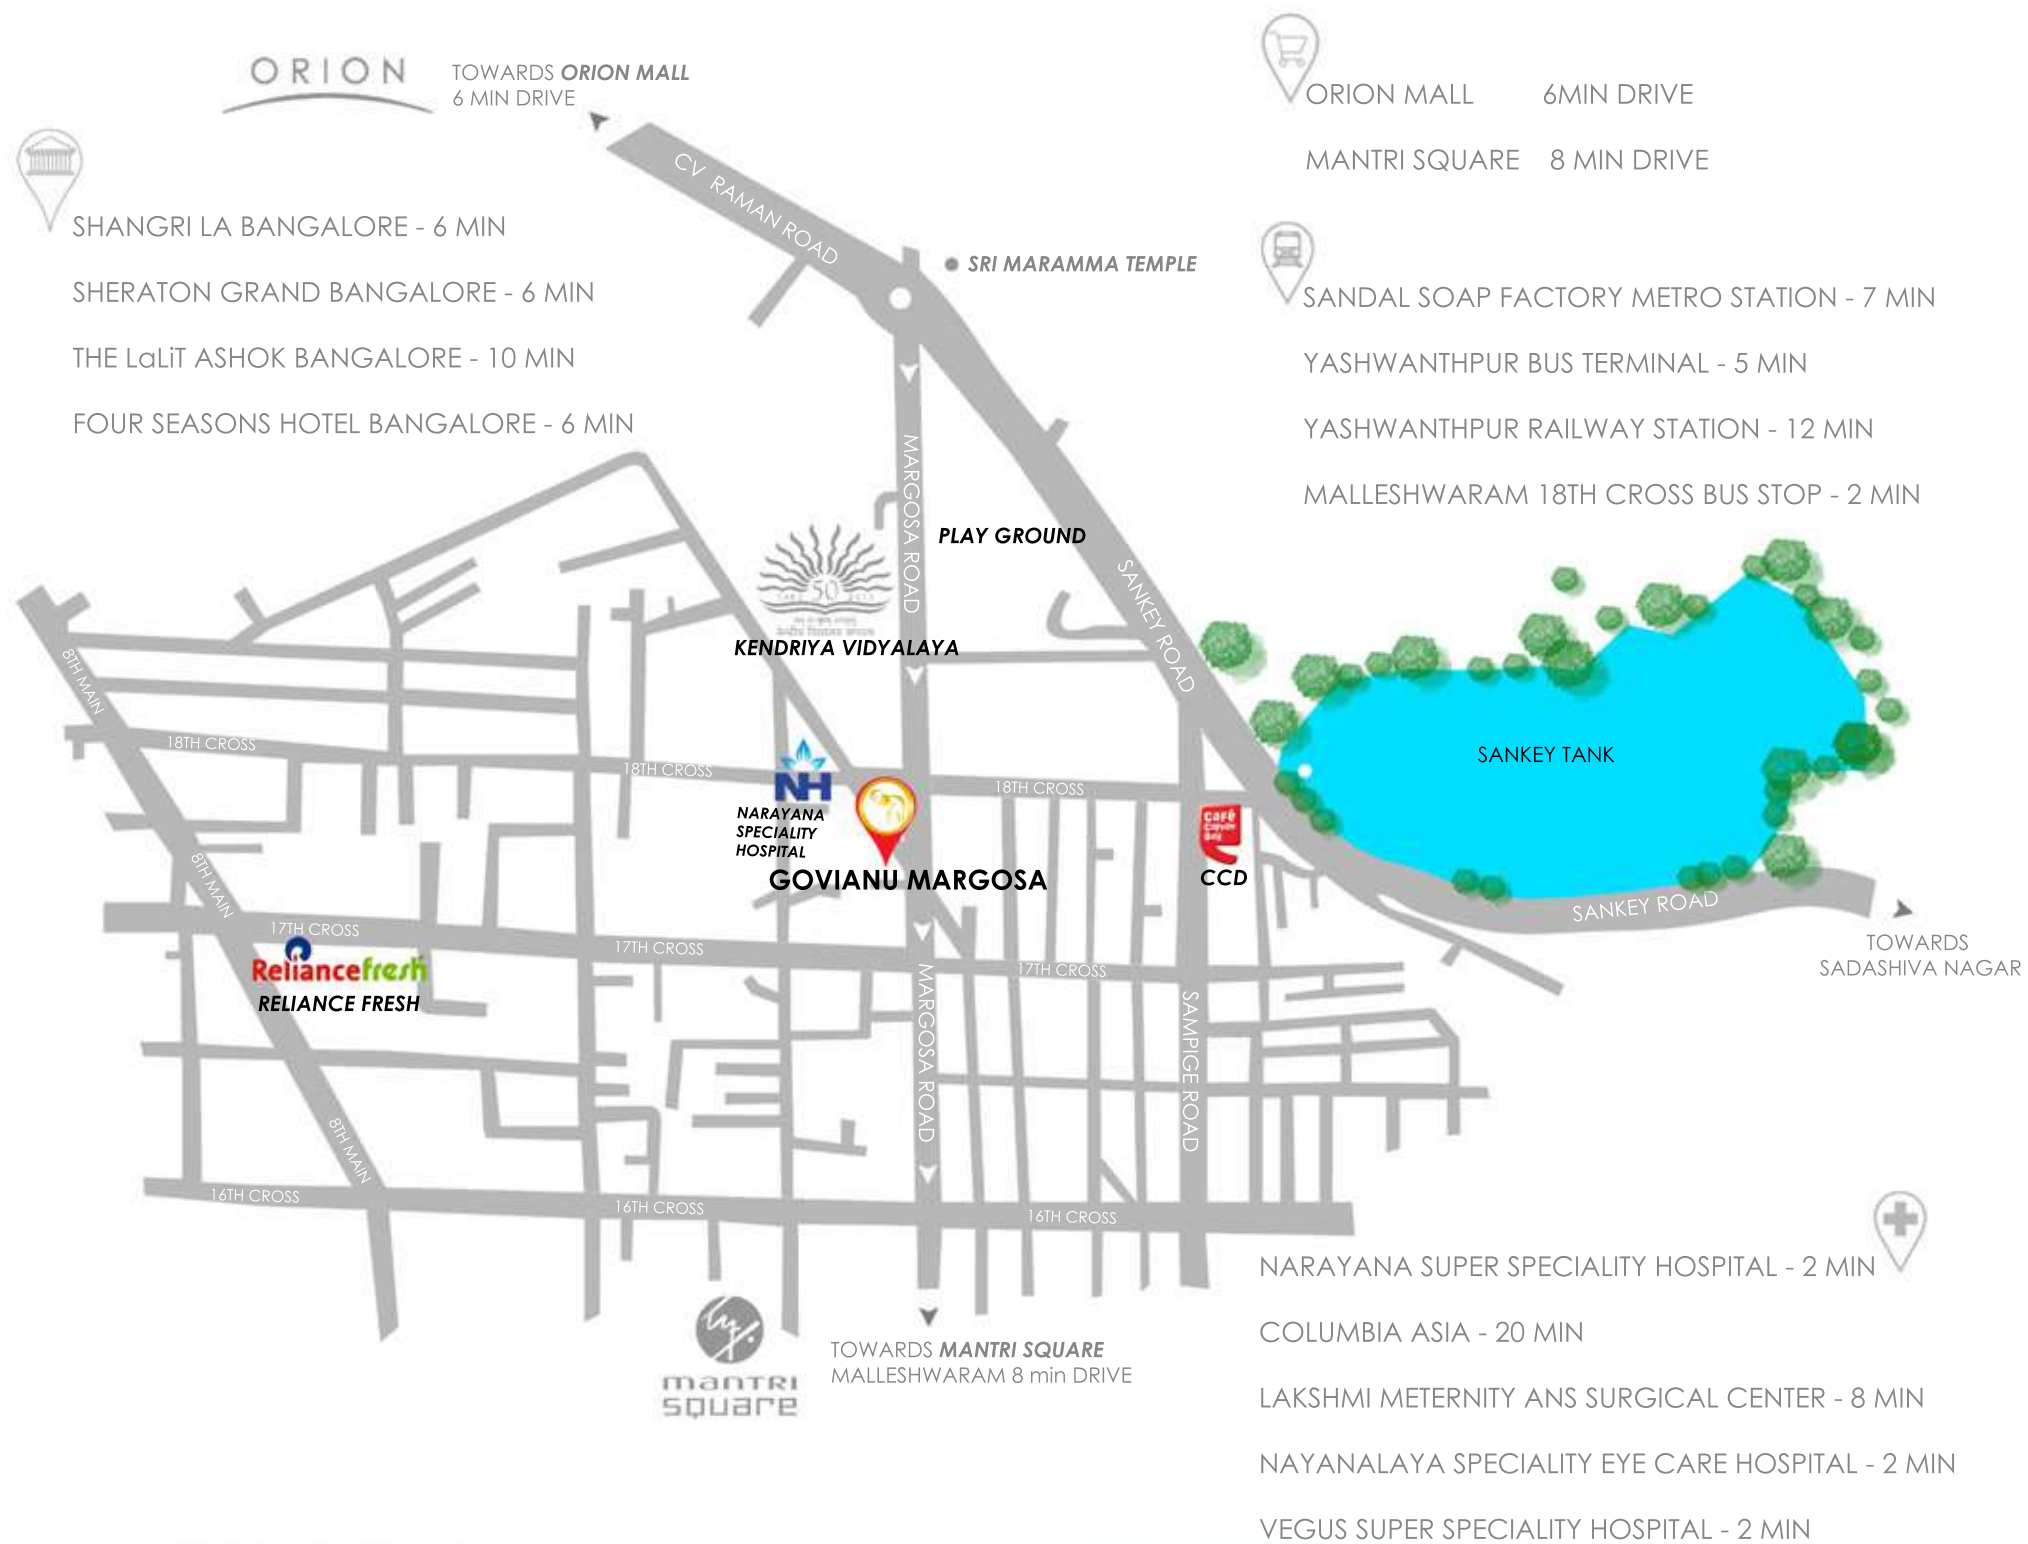 ORION
TOWARDS ORION MALL
6 MIN DRIVE
ORION MALL 6MIN DRIVE
MANTRI SQUARE 8 MIN DRIVE
SHANGRI LA BANGALORE - 6 MIN
SHERATON GRAND BANGALORE - 6 MIN
THE LaLiT ASHOK BANGALORE - 10 MIN
FOUR SEASONS HOTEL BANGALORE - 6 MIN
CV RAMAN ROAD
SRI MARAMMA TEMPLE
SANDAL SOAP FACTORY METRO STATION - 7 MIN
YASHWANTHPUR BUS TERMINAL - 5 MIN
YASHWANTHPUR RAILWAY STATION - 12 MIN
MALLESHWARAM 18TH CROSS BUS STOP - 2 MIN
MARGOSA ROAD
PLAY GROUND
SANKEY ROAD
50
KENDRIYA VIDYALAYA
8TH MAIN
18TH CROSS
18TH CROSS
18TH CROSS
SANKEY TANK
NH
NARAYANA
SPECIALITY
HOSPITAL
GOVIANU MARGOSA
Café
Coffee
Day
CCD
8TH MAIN
SANKEY ROAD
TOWARDS
SADASHIVA NAGAR
17TH CROSS
17TH CROSS
17TH CROSS
Reliancefresh
RELIANCE FRESH
MARGOSA ROAD
SAMPIGE ROAD
8TH MAIN
16TH CROSS
16TH CROSS
16TH CROSS
mantri
square
TOWARDS MANTRI SQUARE
MALLESHWARAM 8 min DRIVE
NARAYANA SUPER SPECIALITY HOSPITAL - 2 MIN
COLUMBIA ASIA - 20 MIN
LAKSHMI METERNITY ANS SURGICAL CENTER - 8 MIN
NAYANALAYA SPECIALITY EYE CARE HOSPITAL - 2 MIN
VEGUS SUPER SPECIALITY HOSPITAL - 2 MIN